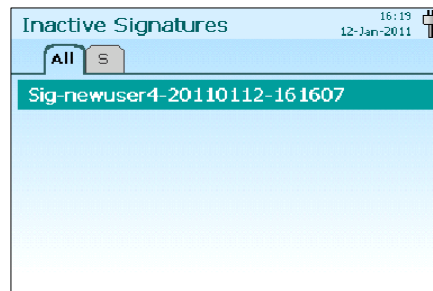 Inactive Signatures
16:19
12-Jan-2011
All
S
Sig-newuser4-20110112-161607